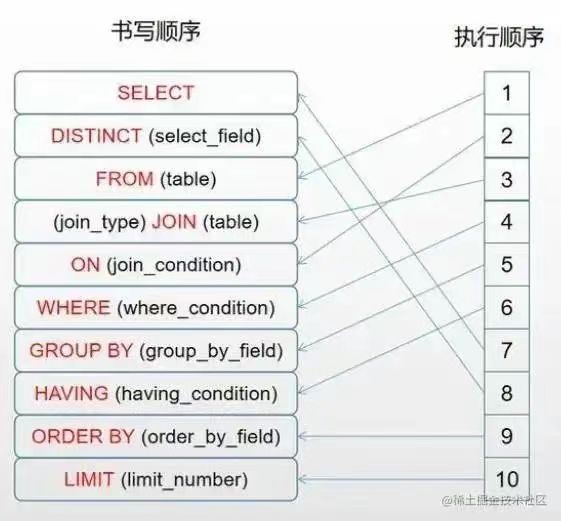 书写顺序
执行顺序
SELECT
1
DISTINCT (select_field)
2
FROM (table)
3
(join_type) JOIN (table)
4
ON (join_condition)
5
WHERE (where_condition)
6
GROUP BY (group_by_field)
7
HAVING (having_condition)
8
ORDER BY (order_by_field)
9
LIMIT (limit_number)
10
@稀土掘金技术社区